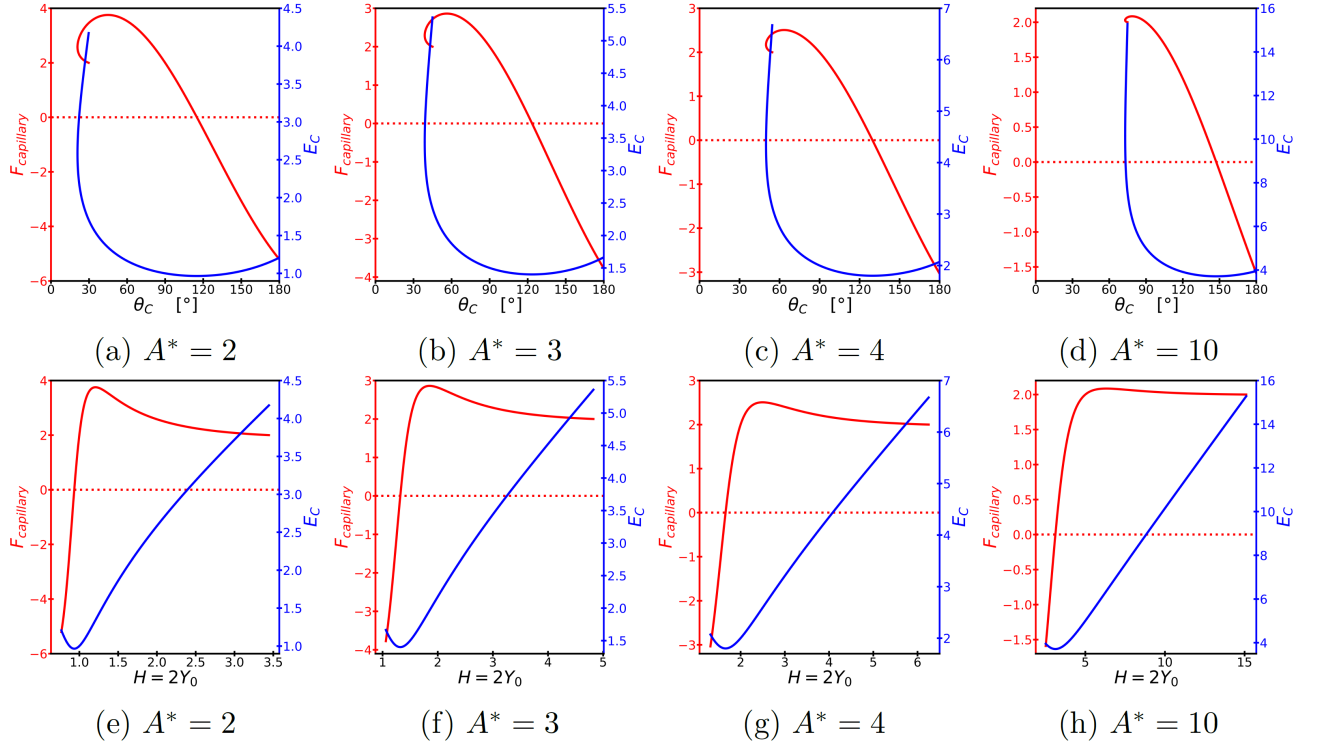 4 4.5 3 5.5 3 7 16
2 4.0 2 5.0 2 6 2.0 14
3.5 1 4.5 1 1.5 12
0 3.0 0 4.0 0 5 1.0 10
F_capillary E_C F_capillary E_C F_capillary E_C F_capillary E_C
−2 2.5 −1 3.5 −1 4 0.5 8
2.0 −2 3.0 0.0
−4 1.5 −3 2.5 −2 3 −0.5 6
1.0 2.0 −1.0
−6 −4 1.5 −3 2 −1.5 4
0 30 60 90 120 150 180 0 30 60 90 120 150 180 0 30 60 90 120 150 180 0 30 60 90 120 150 180
θ_C [°] θ_C [°] θ_C [°] θ_C [°]
(a) A* = 2 (b) A* = 3 (c) A* = 4 (d) A* = 10
4 4.5 3 5.5 3 7 16
2 4.0 2 5.0 2 6 2.0 14
3.5 1 4.5 1 1.5 12
0 3.0 0 4.0 0 5 1.0 10
F_capillary E_C F_capillary E_C F_capillary E_C F_capillary E_C
−2 2.5 −1 3.5 −1 4 0.5 8
2.0 −2 3.0 0.0
−4 1.5 −3 2.5 −2 3 −0.5 6
1.0 2.0 −1.0
−6 −4 1.5 −3 2 −1.5 4
1.0 1.5 2.0 2.5 3.0 3.5 1 2 3 4 5 2 3 4 5 6 5 10 15
H = 2Y₀ H = 2Y₀ H = 2Y₀ H = 2Y₀
(e) A* = 2 (f) A* = 3 (g) A* = 4 (h) A* = 10